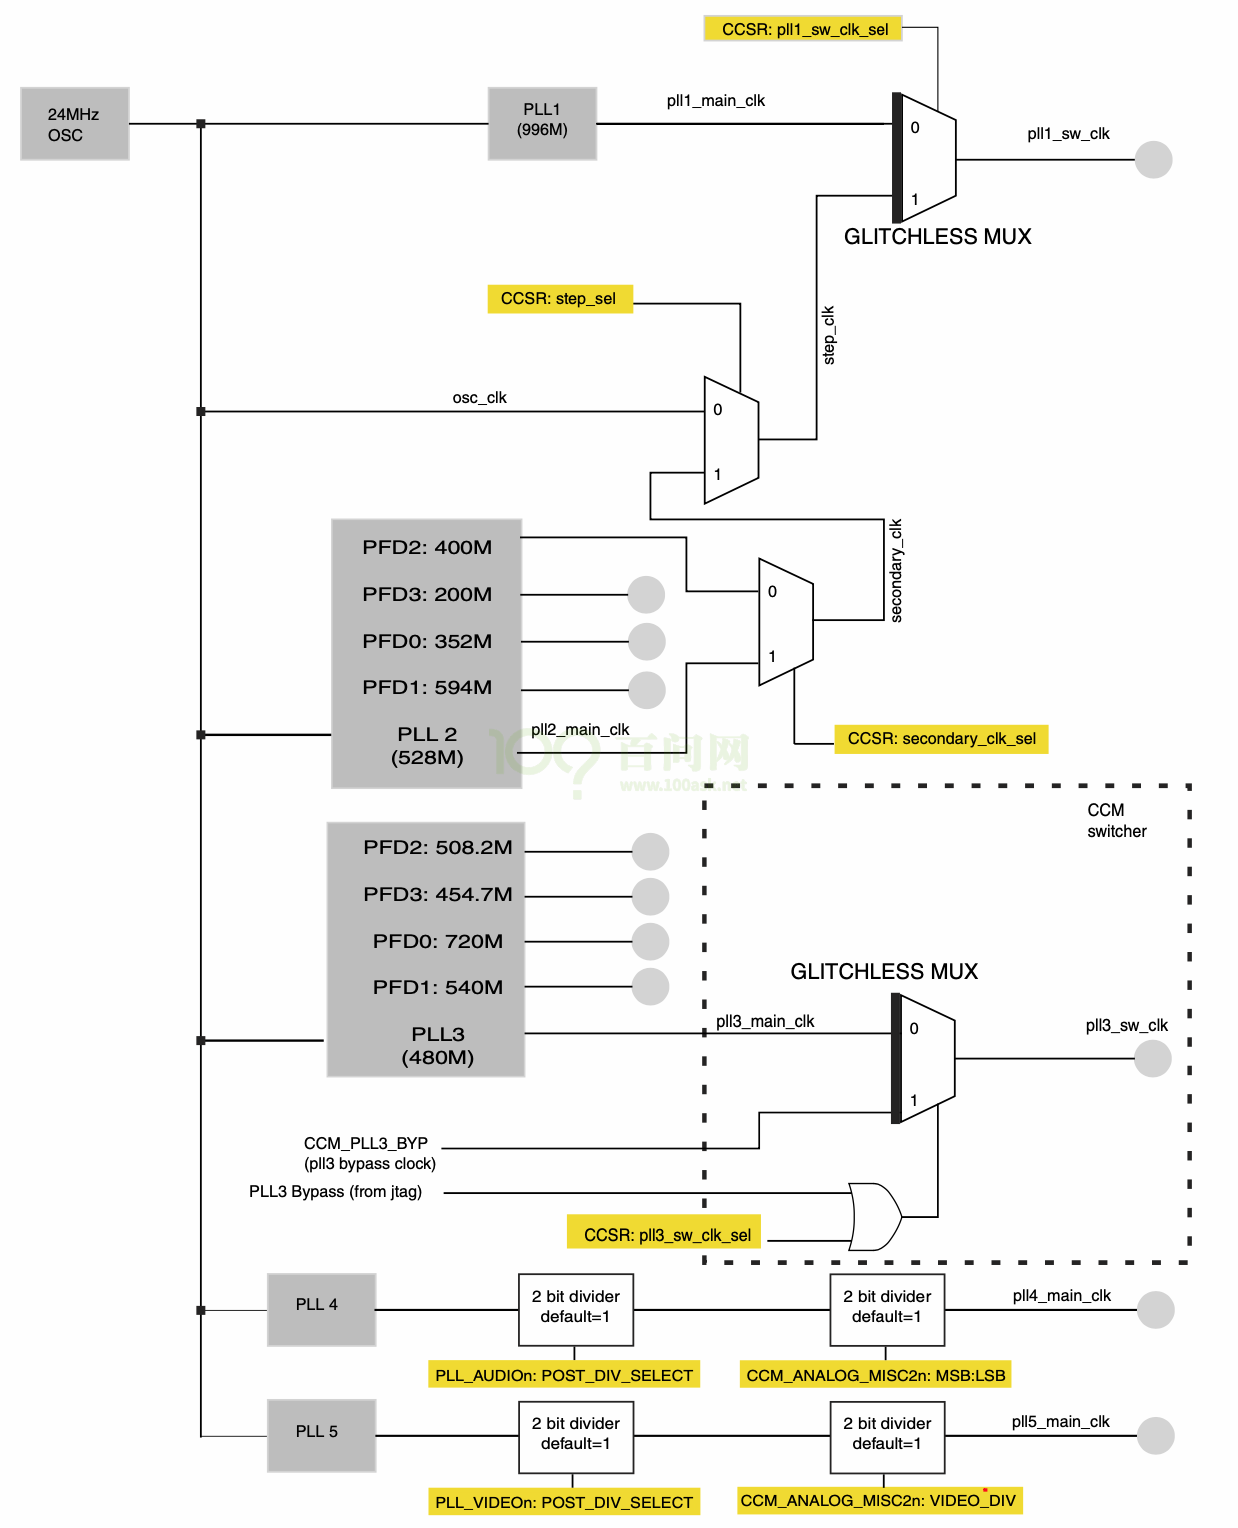 CCSR: pll1_sw_clk_sel
24MHz
OSC
PLL1
(996M)
pll1_main_clk
0
1
pll1_sw_clk
GLITCHLESS MUX
CCSR: step_sel
step_clk
osc_clk
0
1
secondary_clk
PFD2: 400M
PFD3: 200M
PFD0: 352M
PFD1: 594M
PLL 2
(528M)
pll2_main_clk
0
1
CCSR: secondary_clk_sel
100?
百问网
www.100ask.net
CCM
switcher
PFD2: 508.2M
PFD3: 454.7M
PFD0: 720M
PFD1: 540M
PLL3
(480M)
GLITCHLESS MUX
pll3_main_clk
0
1
pll3_sw_clk
CCM_PLL3_BYP
(pll3 bypass clock)
PLL3 Bypass (from jtag)
CCSR: pll3_sw_clk_sel
PLL 4
2 bit divider
default=1
2 bit divider
default=1
pll4_main_clk
PLL_AUDIOn: POST_DIV_SELECT
CCM_ANALOG_MISC2n: MSB:LSB
PLL 5
2 bit divider
default=1
2 bit divider
default=1
pll5_main_clk
PLL_VIDEOn: POST_DIV_SELECT
CCM_ANALOG_MISC2n: VIDEO_DIV